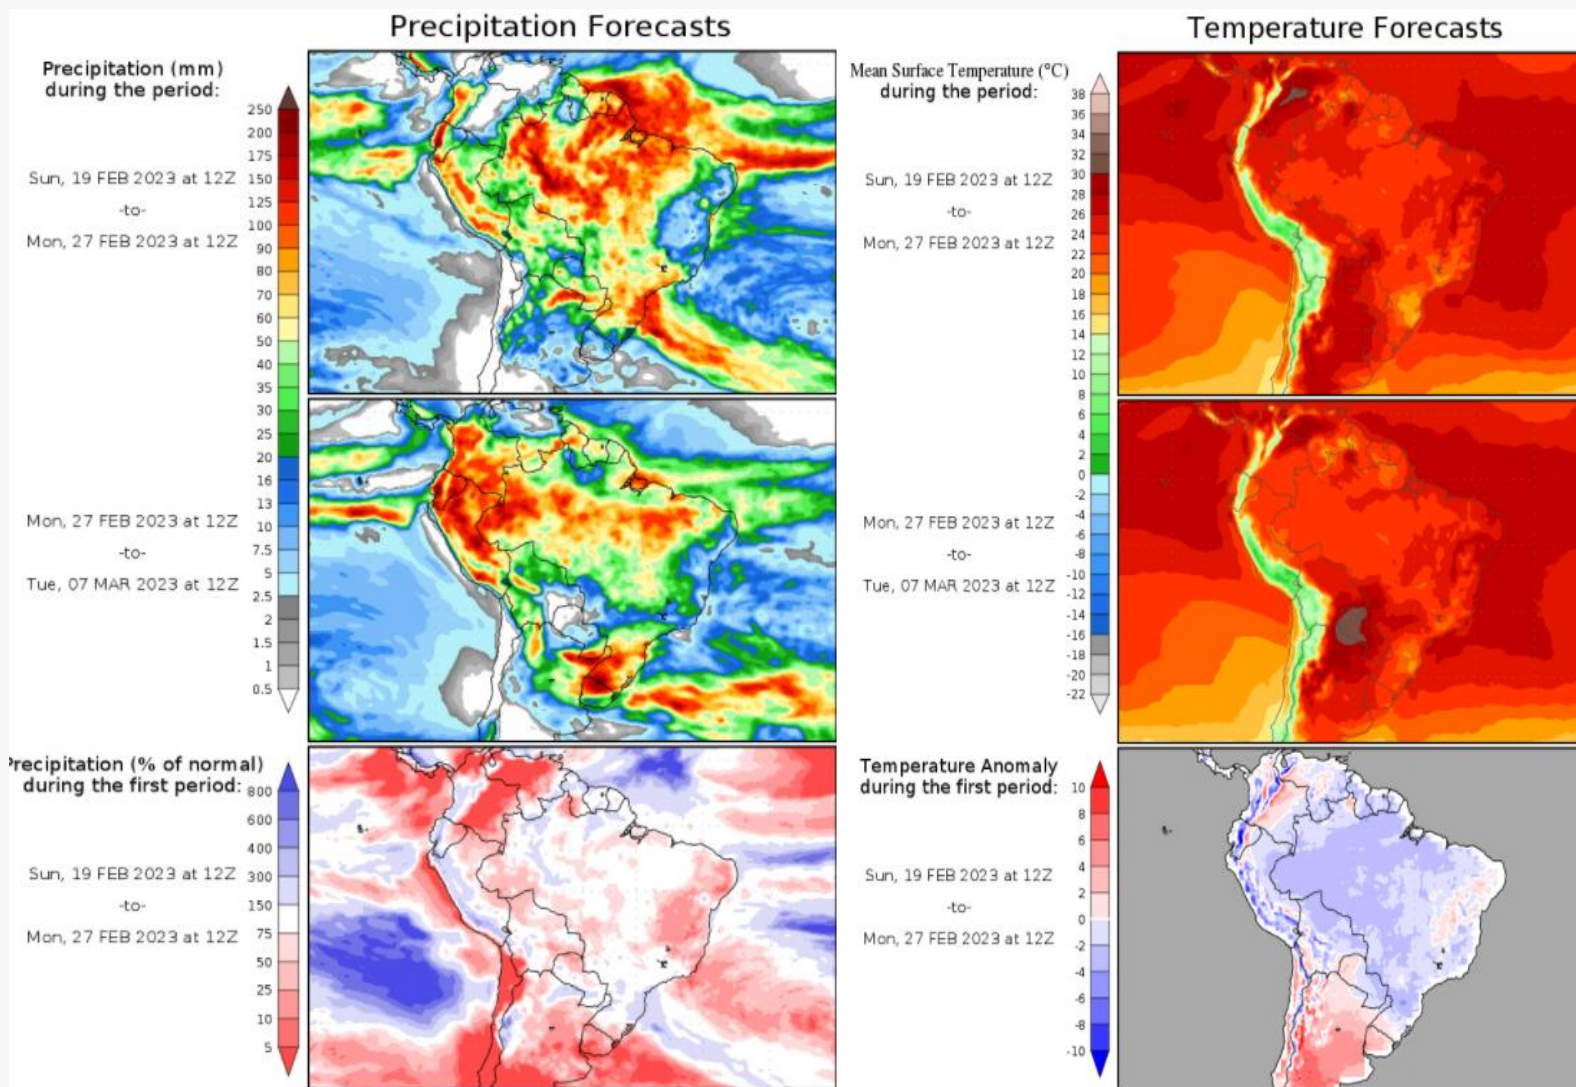 Precipitation Forecasts
Precipitation (mm)
during the period:
250
200
175
150
125
100
90
80
70
60
50
40
35
30
25
20
16
13
10
7.5
5
2.5
2
1.5
1
0.5
Sun, 19 FEB 2023 at 12Z
-to-
Mon, 27 FEB 2023 at 12Z
Mon, 27 FEB 2023 at 12Z
-to-
Tue, 07 MAR 2023 at 12Z
Precipitation (% of normal)
during the first period:
800
600
400
300
150
75
50
25
10
5
Sun, 19 FEB 2023 at 12Z
-to-
Mon, 27 FEB 2023 at 12Z
Temperature Forecasts
Mean Surface Temperature (°C)
during the period:
38
36
34
32
30
28
26
24
22
20
18
16
14
12
10
8
6
4
2
0
-2
-4
-6
-8
-10
-12
-14
-16
-18
-20
-22
Sun, 19 FEB 2023 at 12Z
-to-
Mon, 27 FEB 2023 at 12Z
Mon, 27 FEB 2023 at 12Z
-to-
Tue, 07 MAR 2023 at 12Z
Temperature Anomaly
during the first period:
10
8
6
4
2
0
-2
-4
-6
-8
-10
Sun, 19 FEB 2023 at 12Z
-to-
Mon, 27 FEB 2023 at 12Z